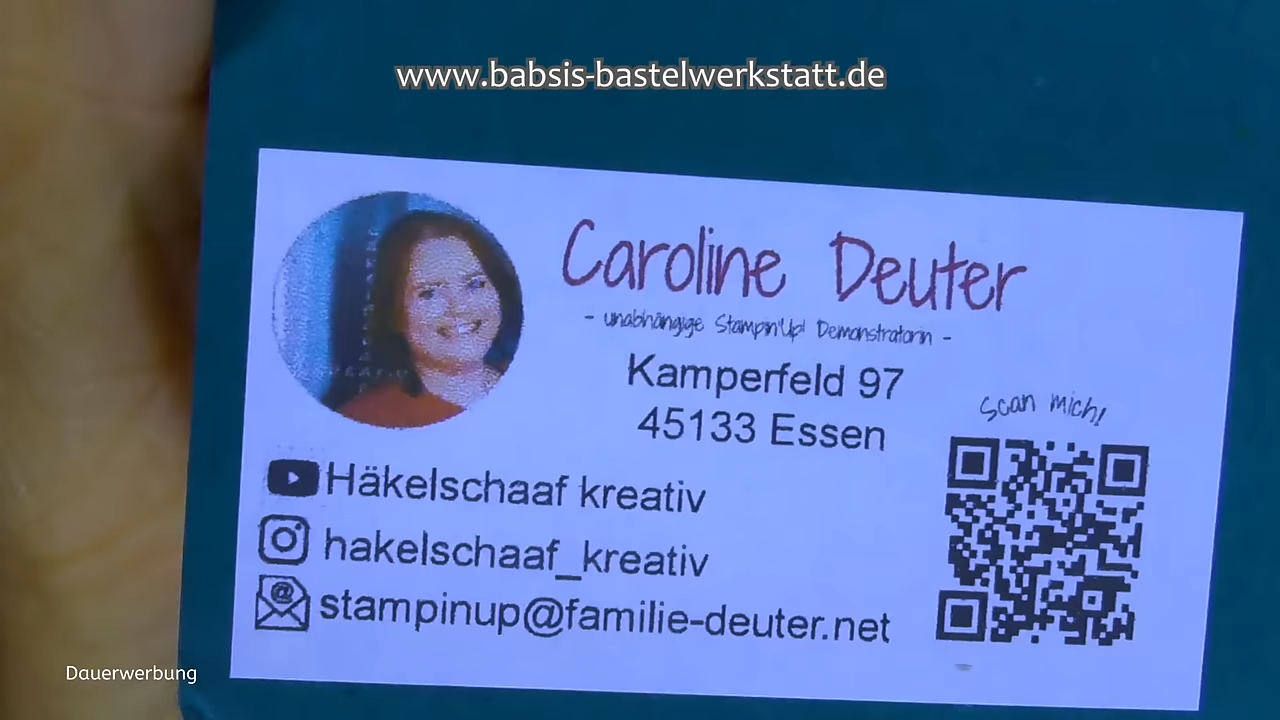 www.babsis-bastelwerkstatt.de
Caroline Deuter
- unabhängige Stampin'Up! Demonstratorin -
Kamperfeld 97
45133 Essen
scan mich!
Häkelschaaf kreativ
hakelschaaf_kreativ
stampinup@familie-deuter.net
Dauerwerbung